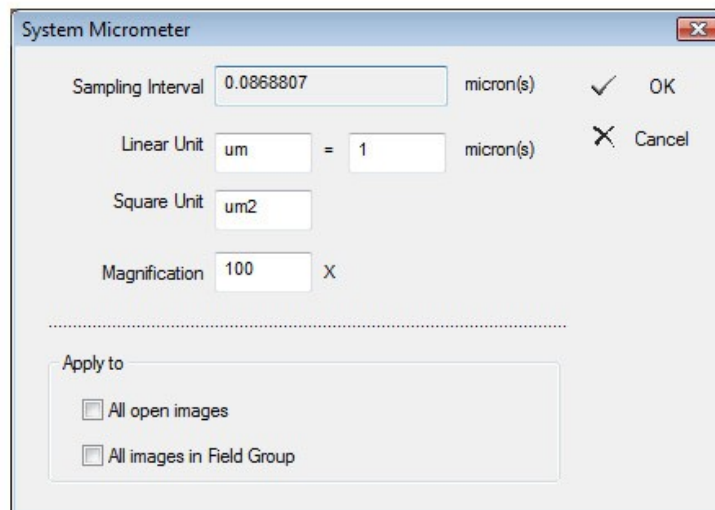 System Micrometer
Sampling Interval 0.0868807 micron(s) OK
Linear Unit um = 1 micron(s) Cancel
Square Unit um2
Magnification 100 X
Apply to
All open images
All images in Field Group